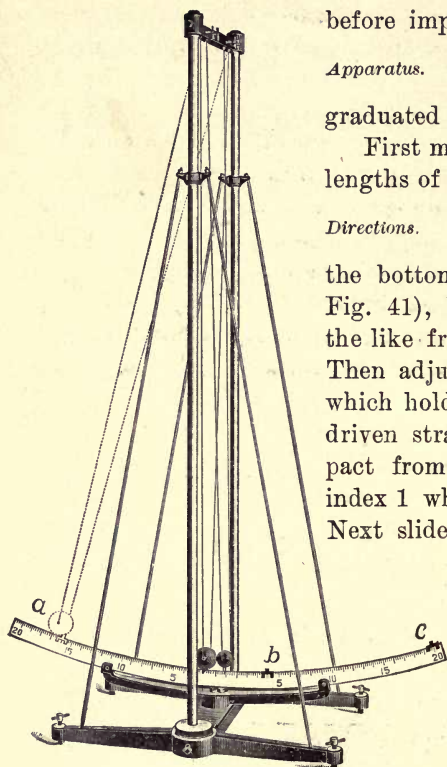 before imp
Apparatus.
graduated
First m
lengths of
Directions.
the bottom
Fig. 41),
the like fr
Then adju
which hold
driven stra
pact from
index 1 wh
Next slide
a
b
c
20 15 10 5 5 10 15 20